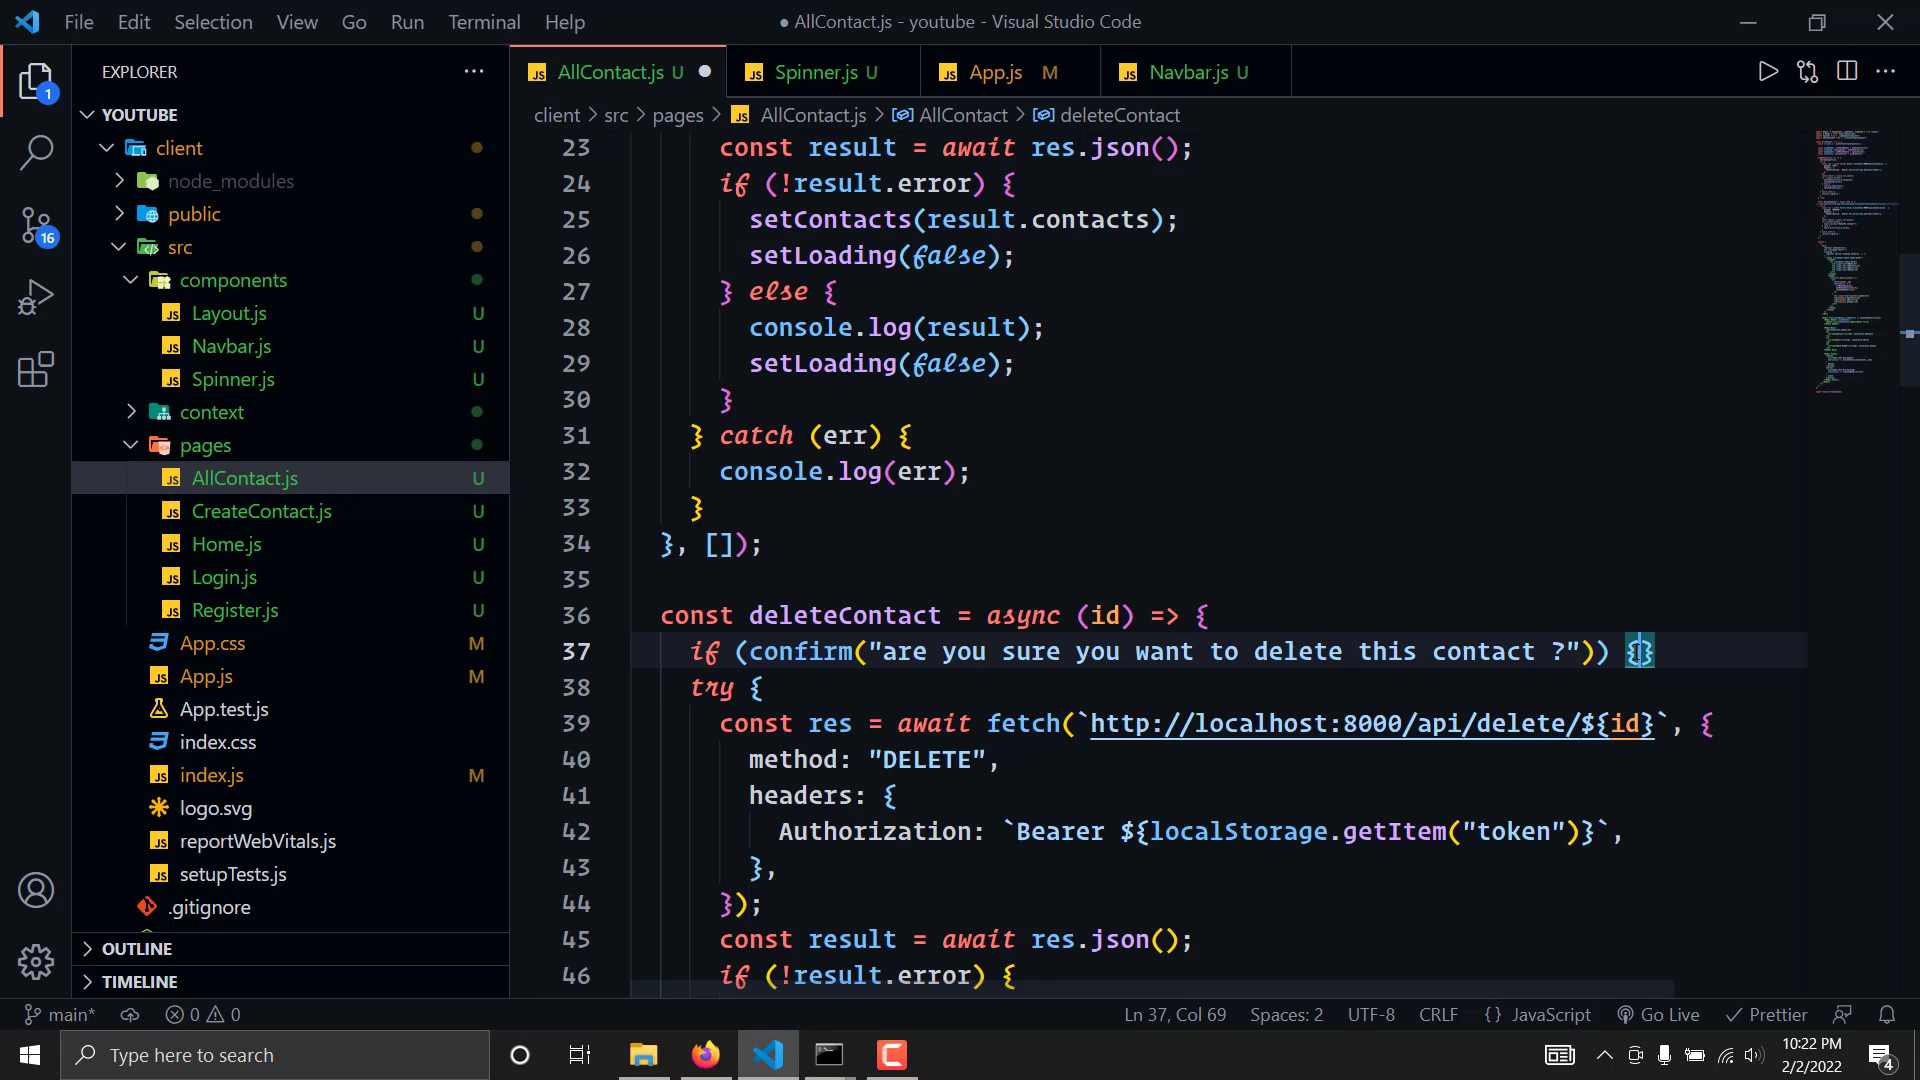 File Edit Selection View Go Run Terminal Help
● AllContact.js - youtube - Visual Studio Code
EXPLORER
AllContact.js U
Spinner.js U
App.js M
Navbar.js U
client > src > pages > AllContact.js > AllContact > deleteContact
YOUTUBE
client
node_modules
public
src
components
Layout.js U
Navbar.js U
Spinner.js U
context
pages
AllContact.js U
CreateContact.js U
Home.js U
Login.js U
Register.js U
App.css M
App.js M
App.test.js
index.css
index.js M
logo.svg
reportWebVitals.js
setupTests.js
.gitignore
OUTLINE
TIMELINE
1
16
23 const result = await res.json();
24 if (!result.error) {
25 setContacts(result.contacts);
26 setLoading(false);
27 } else {
28 console.log(result);
29 setLoading(false);
30 }
31 } catch (err) {
32 console.log(err);
33 }
34 }, []);
35
36 const deleteContact = async (id) => {
37 if (confirm("are you sure you want to delete this contact ?")) {}
38 try {
39 const res = await fetch(`http://localhost:8000/api/delete/${id}`, {
40 method: "DELETE",
41 headers: {
42 Authorization: `Bearer ${localStorage.getItem("token")}`,
43 },
44 });
45 const result = await res.json();
46 if (!result.error) {
main* 0 0
Ln 37, Col 69 Spaces: 2 UTF-8 CRLF {} JavaScript Go Live Prettier
Type here to search
10:22 PM
2/2/2022
4